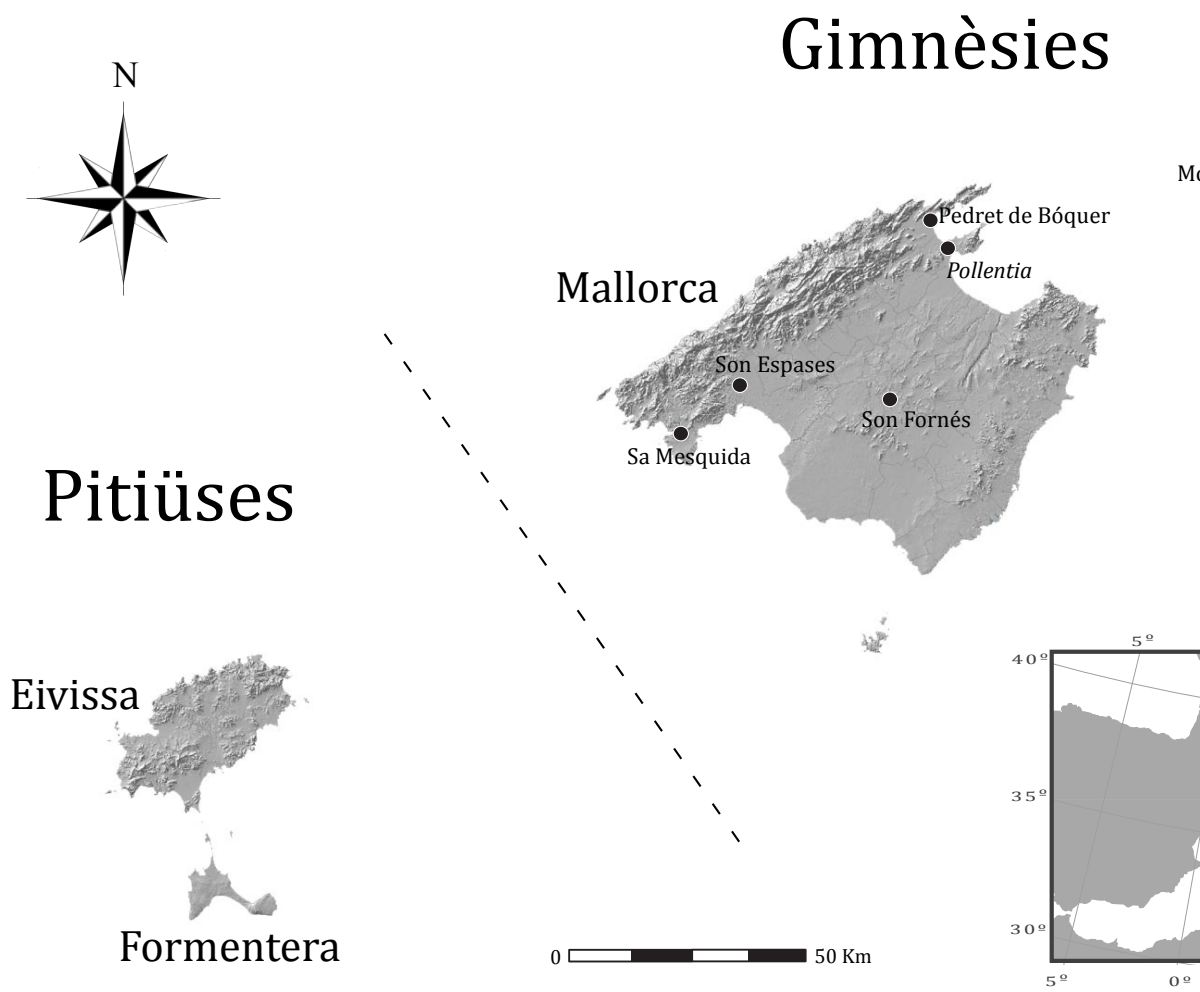 Gimnèsies
N
Mo
Pedret de Bóquer
Pollentia
Mallorca
Son Espases
Son Fornés
Sa Mesquida
Pitiüses
Eivissa
Formentera
0
50 Km
5º
40º
35º
30º
5º
0º